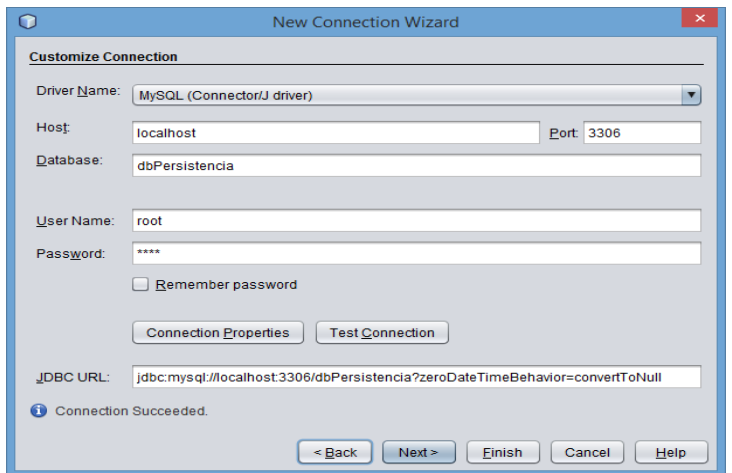 New Connection Wizard
Customize Connection
Driver Name: MySQL (Connector/J driver)
Host: localhost Port: 3306
Database: dbPersistencia
User Name: root
Password: ****
Remember password
Connection Properties Test Connection
JDBC URL: jdbc:mysql://localhost:3306/dbPersistencia?zeroDateTimeBehavior=convertToNull
Connection Succeeded.
< Back Next > Finish Cancel Help